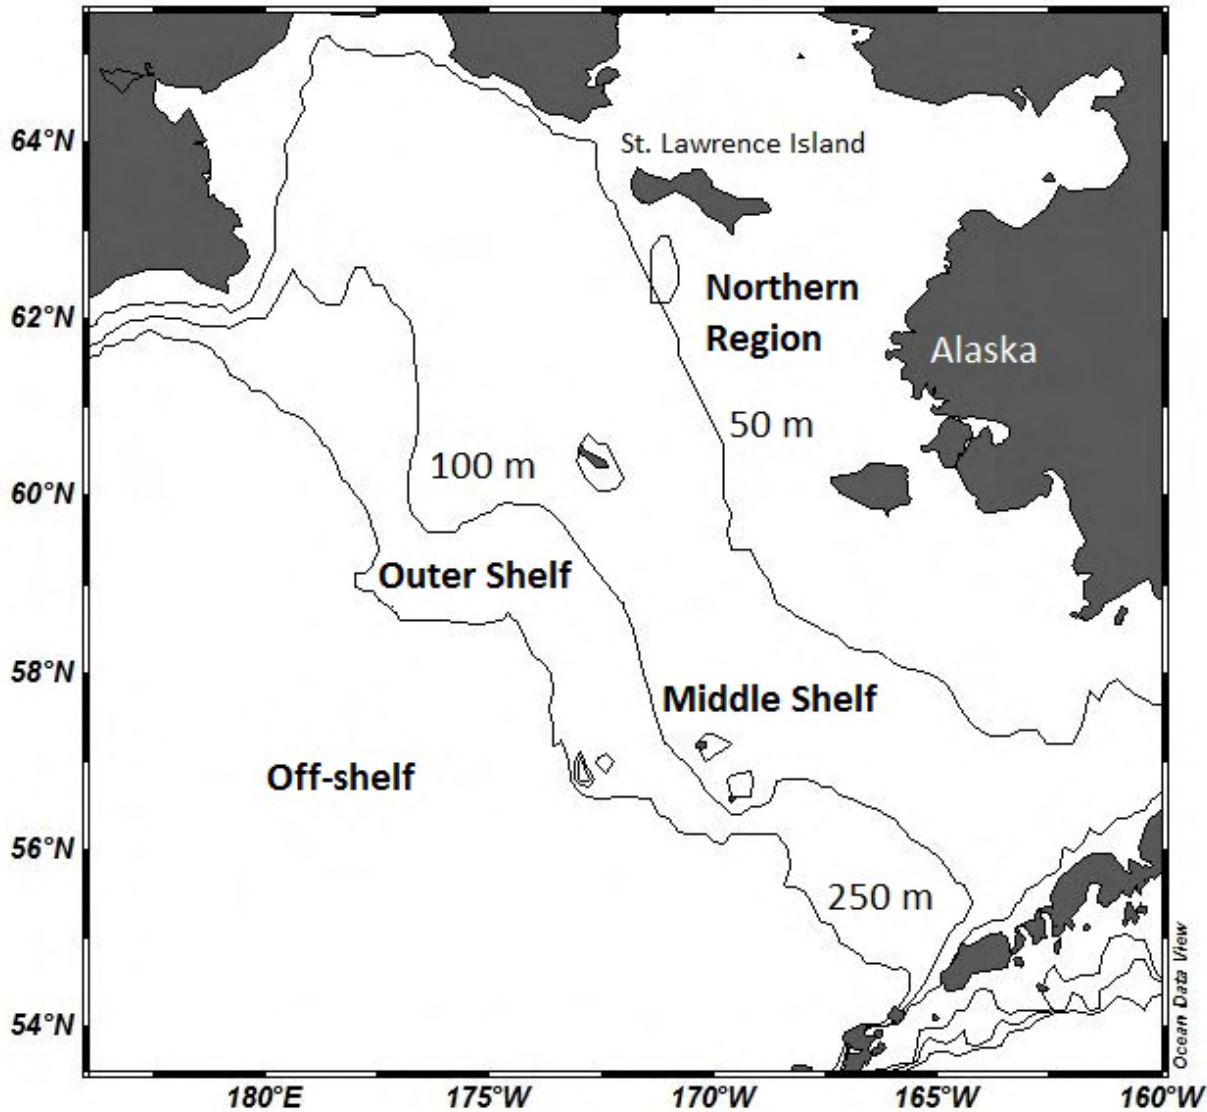 64°N
St. Lawrence Island
Northern
Region
62°N
Alaska
50 m
100 m
60°N
Outer Shelf
58°N
Middle Shelf
Off-shelf
56°N
250 m
54°N
Ocean Data View
180°E
175°W
170°W
165°W
160°W